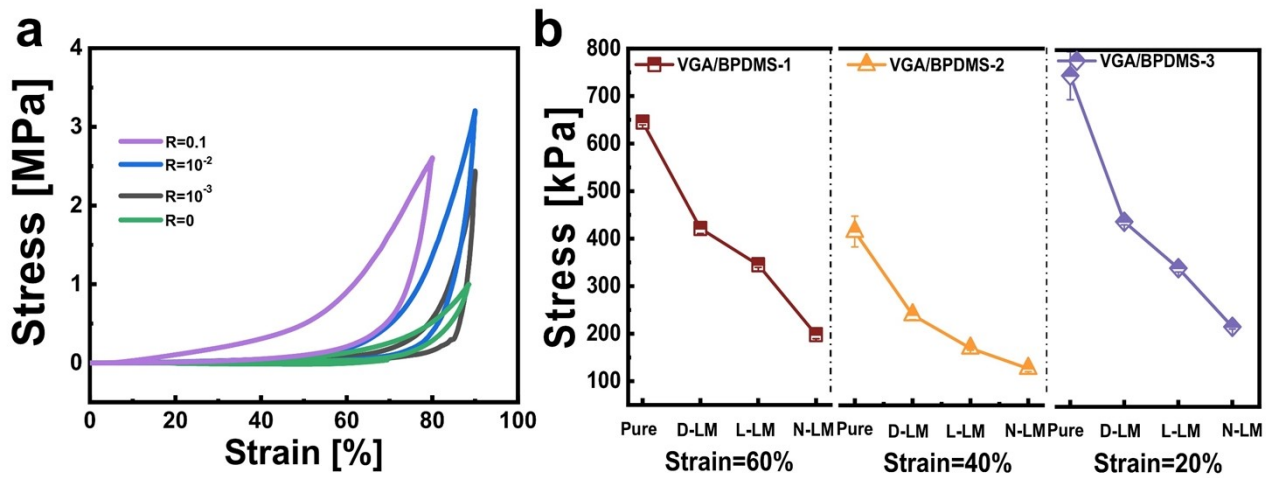 a
Stress [MPa]
4
3
2
1
0
R=0.1
R=10⁻²
R=10⁻³
R=0
0 20 40 60 80 100
Strain [%]
b
Stress [kPa]
800
700
600
500
400
300
200
100
VGA/BPDMS-1
VGA/BPDMS-2
VGA/BPDMS-3
Pure D-LM L-LM N-LM
Pure D-LM L-LM N-LM
Pure D-LM L-LM N-LM
Strain=60%
Strain=40%
Strain=20%